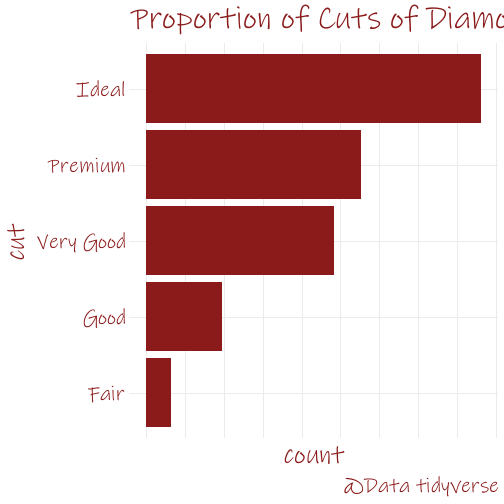 Proportion of Cuts of Diamo
Ideal
Premium
Very Good
Good
Fair
cut
count
@Data tidyverse